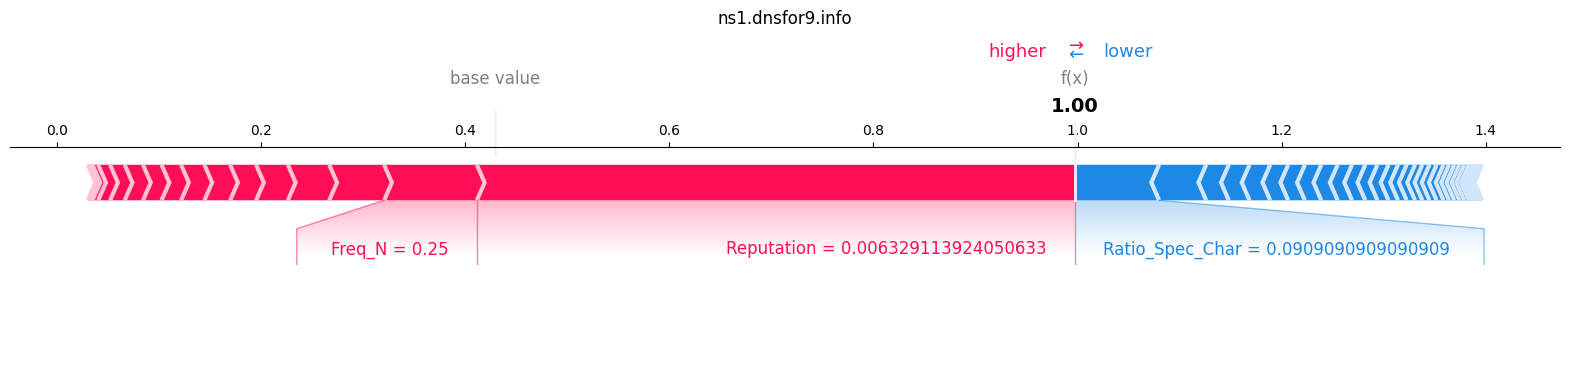 ns1.dnsfor9.info
higher → ← lower
base value f(x)
1.00
0.0 0.2 0.4 0.6 0.8 1.0 1.2 1.4
Freq_N = 0.25 Reputation = 0.006329113924050633 Ratio_Spec_Char = 0.0909090909090909